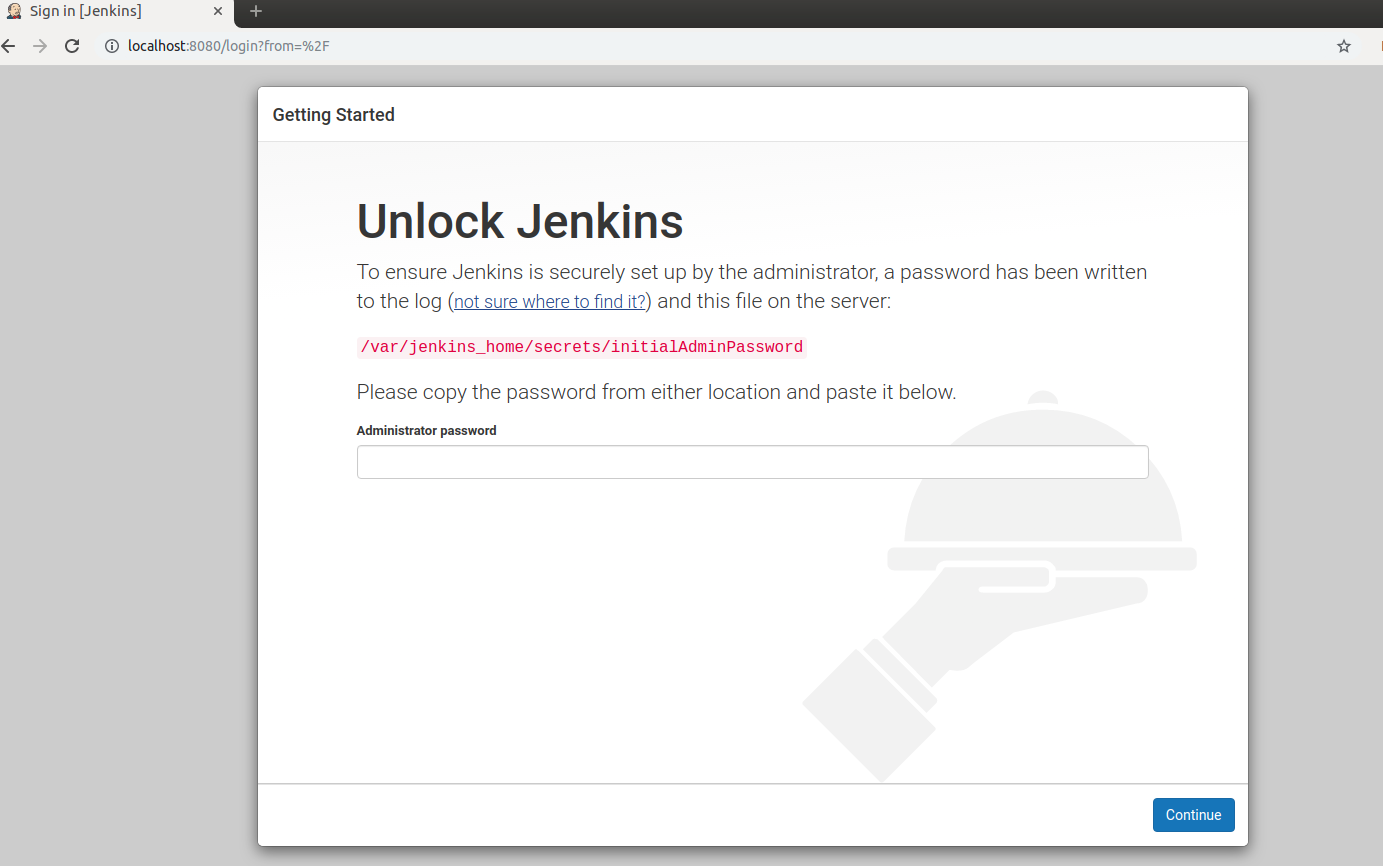 Sign in [Jenkins]
localhost:8080/login?from=%2F
Getting Started
Unlock Jenkins
To ensure Jenkins is securely set up by the administrator, a password has been written
to the log (not sure where to find it?) and this file on the server:
/var/jenkins_home/secrets/initialAdminPassword
Please copy the password from either location and paste it below.
Administrator password
Continue